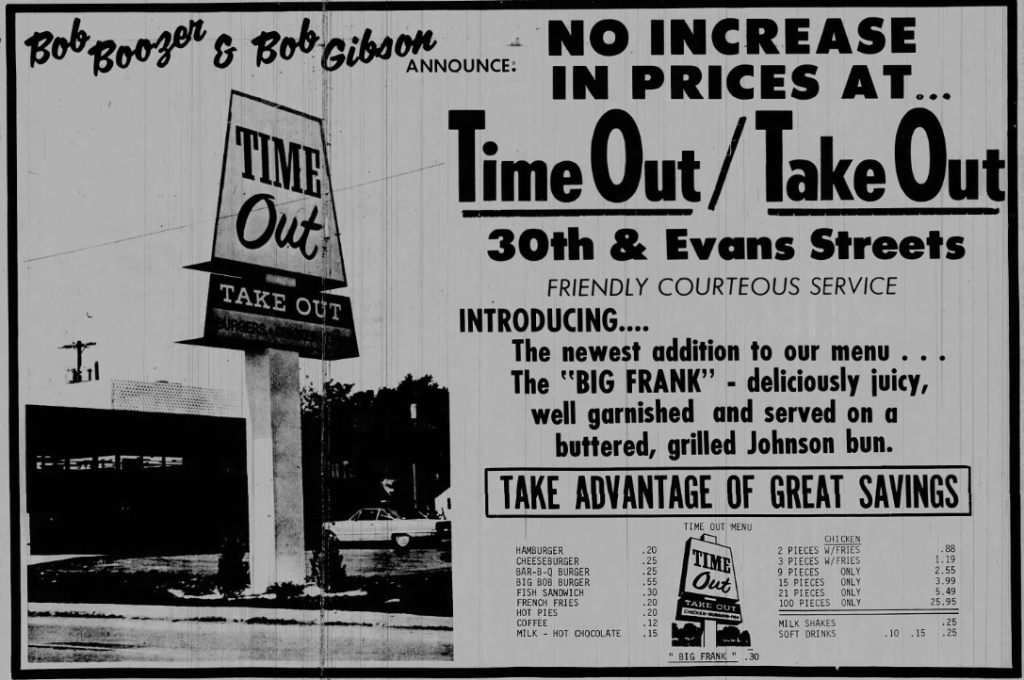 Bob Boozer & Bob Gibson
ANNOUNCE:
NO INCREASE
IN PRICES AT...
Time Out / Take Out
30th & Evans Streets
FRIENDLY COURTEOUS SERVICE
INTRODUCING....
The newest addition to our menu . . .
The "BIG FRANK" - deliciously juicy,
well garnished and served on a
buttered, grilled Johnson bun.
TAKE ADVANTAGE OF GREAT SAVINGS
TIME
Out
TAKE OUT
BURGERS
TIME OUT MENU
HAMBURGER .20
CHEESEBURGER .25
BAR-B-Q BURGER .25
BIG BOB BURGER .55
FISH SANDWICH .30
FRENCH FRIES .20
HOT PIES .20
COFFEE .12
MILK - HOT CHOCOLATE .15
TIME
Out
TAKE OUT
" BIG FRANK " .30
CHICKEN
2 PIECES W/FRIES .88
3 PIECES W/FRIES 1.19
9 PIECES ONLY 2.55
15 PIECES ONLY 3.99
21 PIECES ONLY 5.49
100 PIECES ONLY 25.95
MILK SHAKES .25
SOFT DRINKS .10 .15 .25